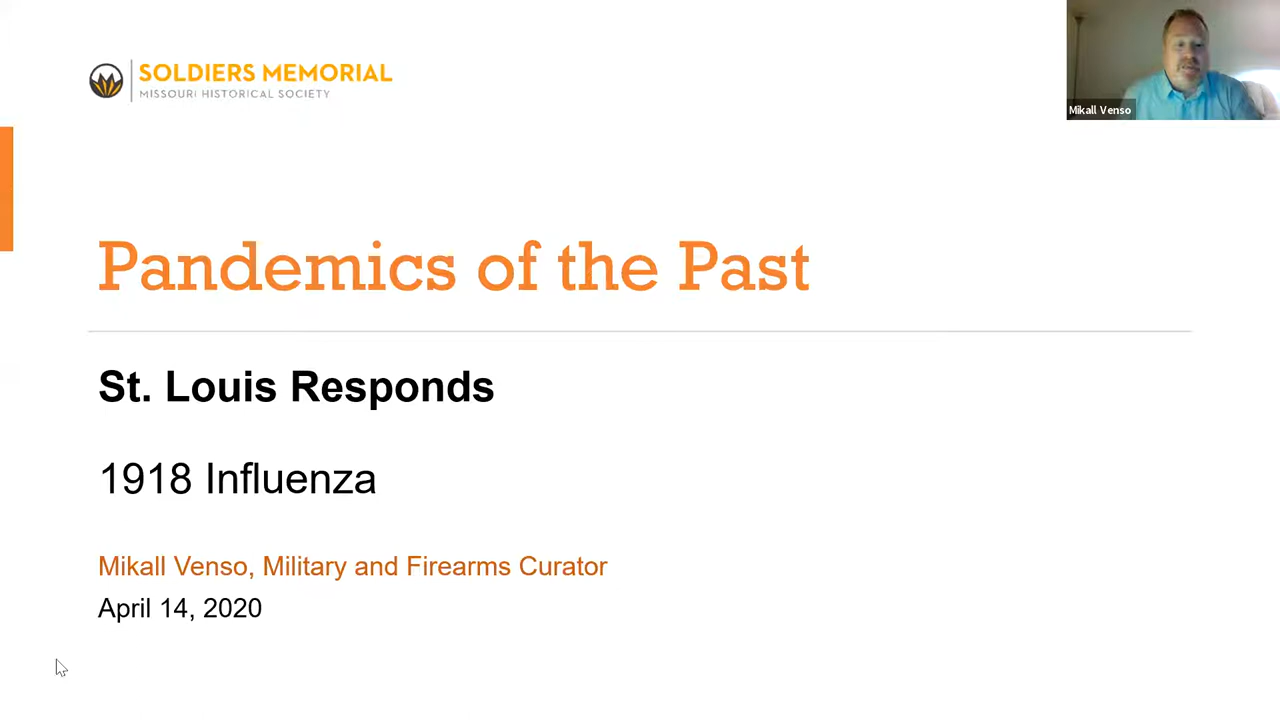 SOLDIERS MEMORIAL
MISSOURI HISTORICAL SOCIETY
Mikall Venso
Pandemics of the Past
St. Louis Responds
1918 Influenza
Mikall Venso, Military and Firearms Curator
April 14, 2020